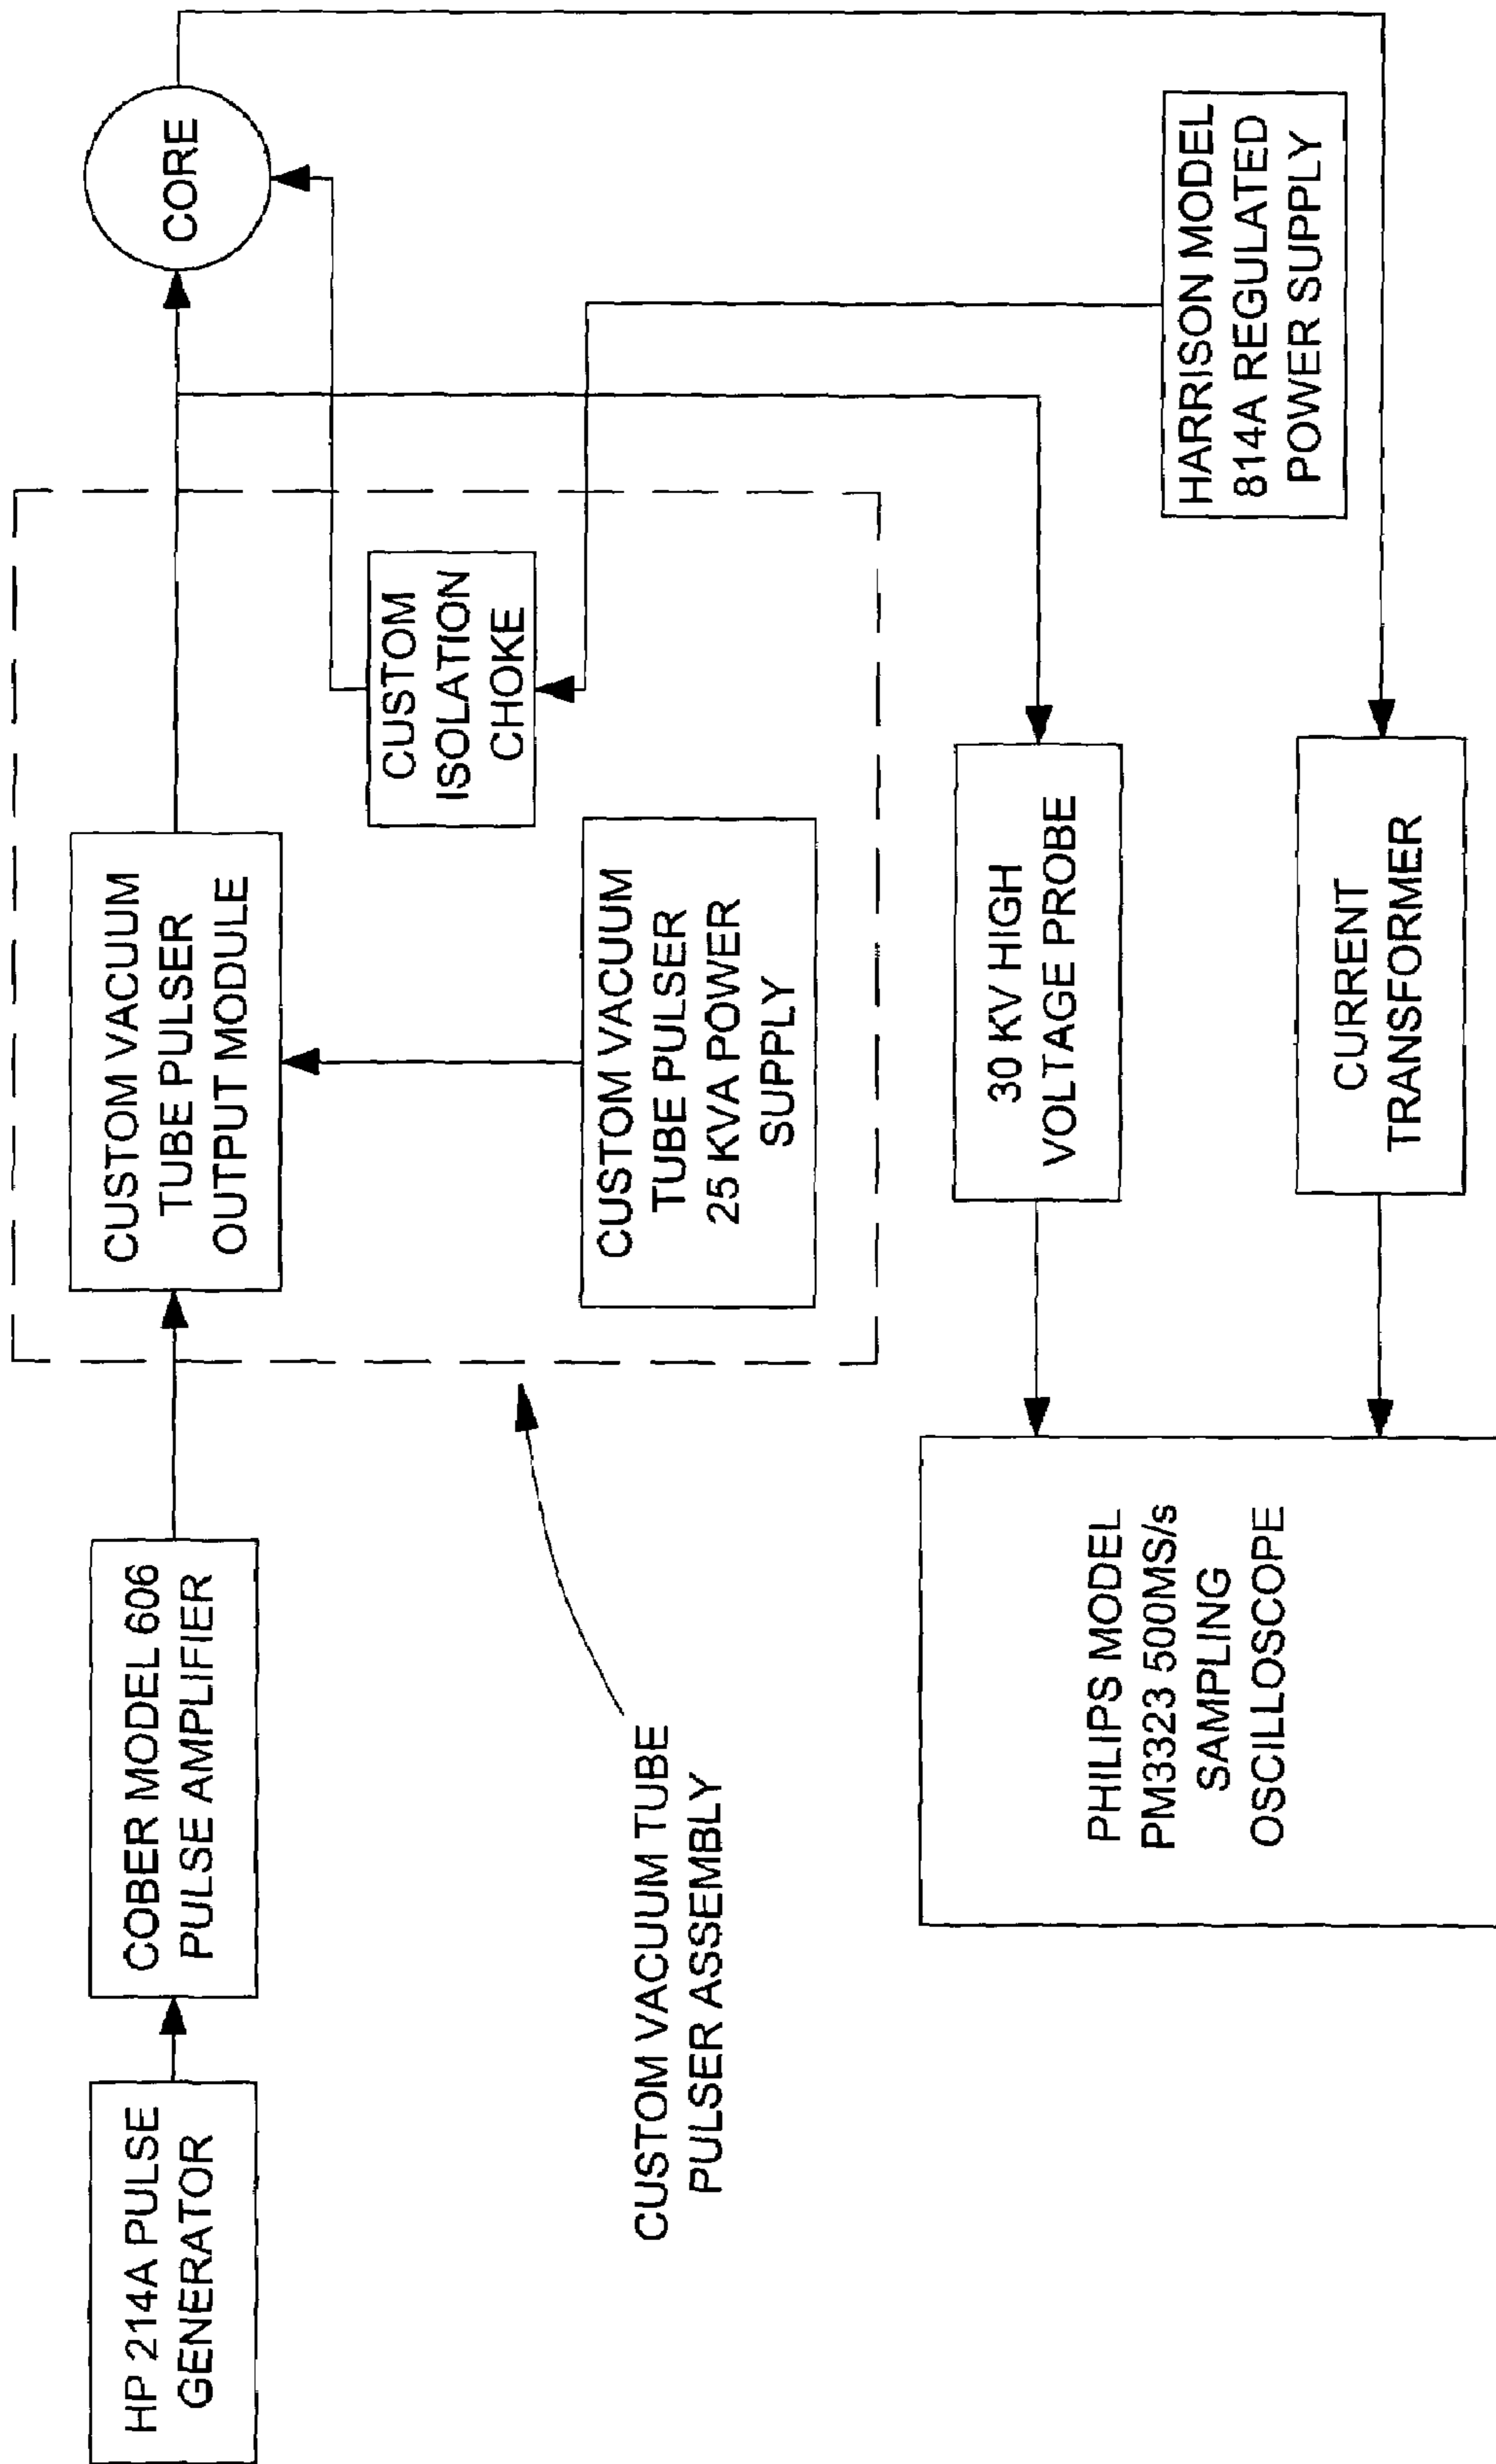 HP 214A PULSE
GENERATOR
COBER MODEL 606
PULSE AMPLIFIER
CUSTOM VACUUM
TUBE PULSER
OUTPUT MODULE
CORE
CUSTOM
ISOLATION
CHOKE
CUSTOM VACUUM
TUBE PULSER
25 KVA POWER
SUPPLY
CUSTOM VACUUM TUBE
PULSER ASSEMBLY
30 KV HIGH
VOLTAGE PROBE
HARRISON MODEL
814A REGULATED
POWER SUPPLY
PHILIPS MODEL
PM3323 500MS/s
SAMPLING
OSCILLOSCOPE
CURRENT
TRANSFORMER